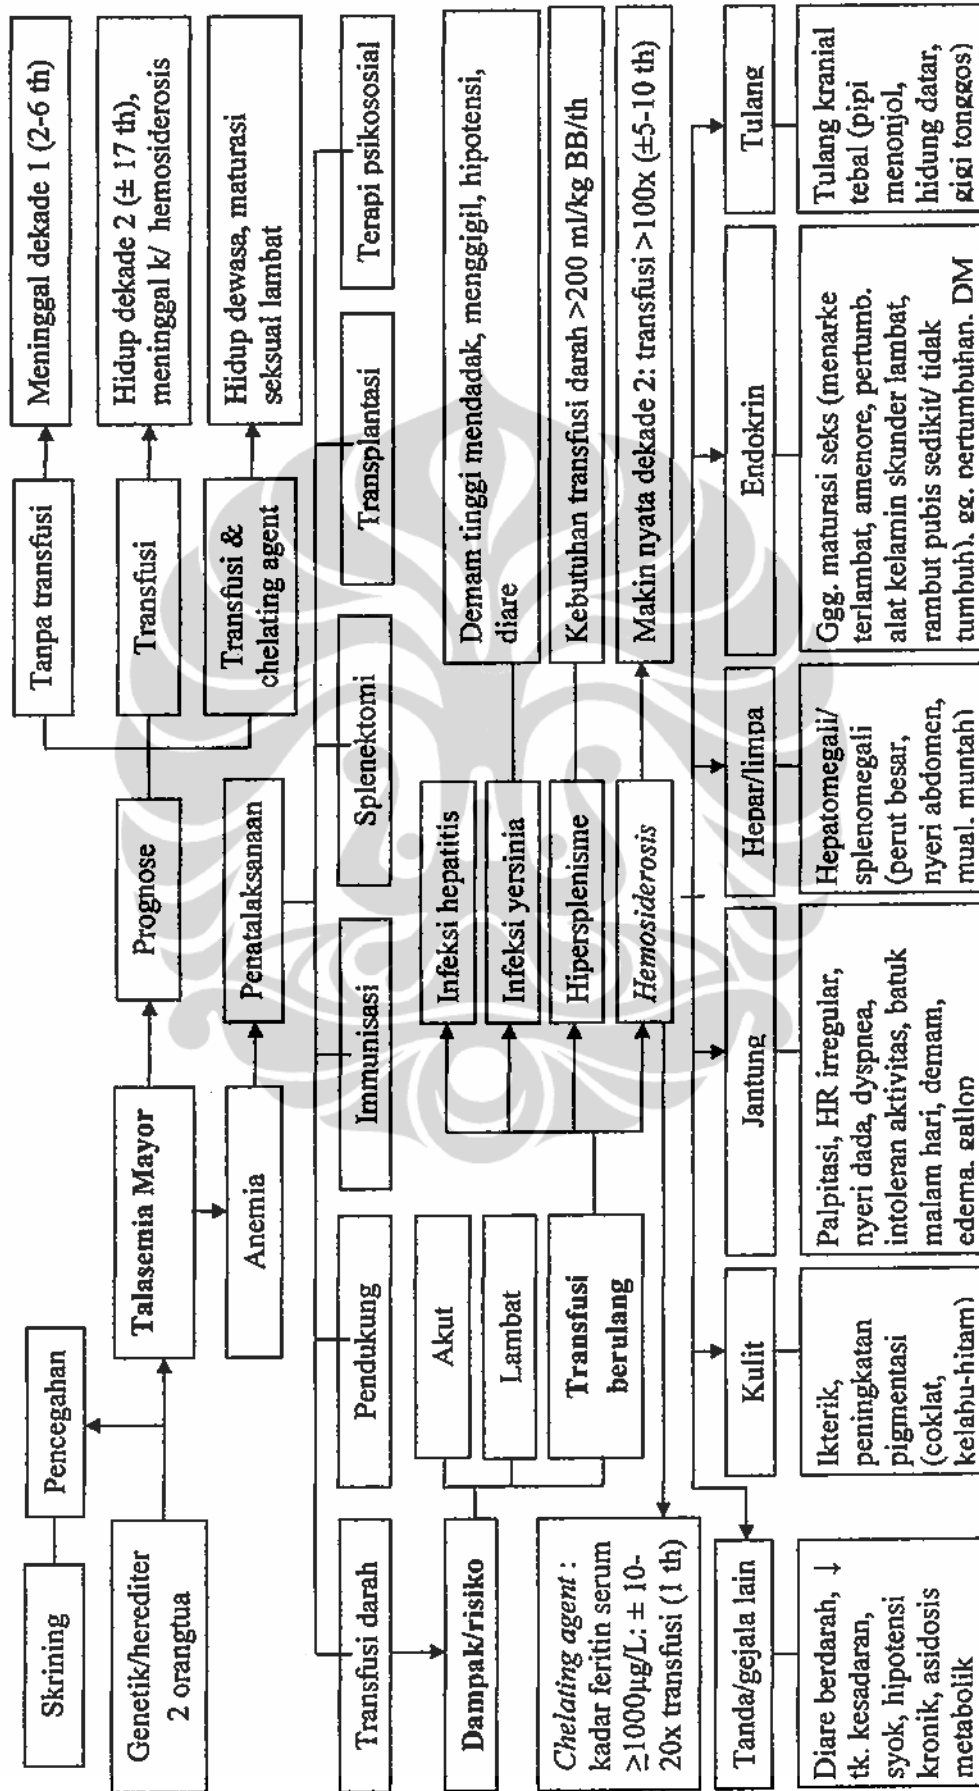 Skrining
Pencegahan
Genetik/herediter
2 orangtua
Talasemia Mayor
Anemia
Prognose
Tanpa transfusi
Meninggal dekade 1 (2-6 th)
Transfusi
Hidup dekade 2 (± 17 th),
meninggal k/ hemosiderosis
Transfusi &
chelating agent
Hidup dewasa, maturasi
seksual lambat
Penatalaksanaan
Transfusi darah
Pendukung
Immunisasi
Splenektomi
Transplantasi
Terapi psikososial
Dampak/risiko
Akut
Lambat
Transfusi
berulang
Infeksi hepatitis
Infeksi yersinia
Demam tinggi mendadak, menggigil, hipotensi,
diare
Hipersplenisme
Kebutuhan transfusi darah >200 ml/kg BB/th
Hemosiderosis
Makin nyata dekade 2: transfusi >100x (±5-10 th)
Chelating agent :
kadar feritin serum
≥1000µg/L: ± 10-
20x transfusi (1 th)
Tanda/gejala lain
Diare berdarah, ↓
tk. kesadaran,
syok, hipotensi
kronik, asidosis
metabolik
Kulit
Ikterik,
peningkatan
pigmentasi
(coklat,
kelabu-hitam)
Jantung
Palpitasi, HR irregular,
nyeri dada, dyspnea,
intoleran aktivitas, batuk
malam hari, demam,
edema. gallop
Hepar/limpa
Hepatomegali/
splenomegali
(perut besar,
nyeri abdomen,
mual. muntah)
Endokrin
Ggg. maturasi seks (menarke
terlambat, amenore, pertumb.
alat kelamin skunder lambat,
rambut pubis sedikit/ tidak
tumbuh). gg. pertumbuhan. DM
Tulang
Tulang kranial
tebal (pipi
menonjol,
hidung datar,
gigi tonggos)